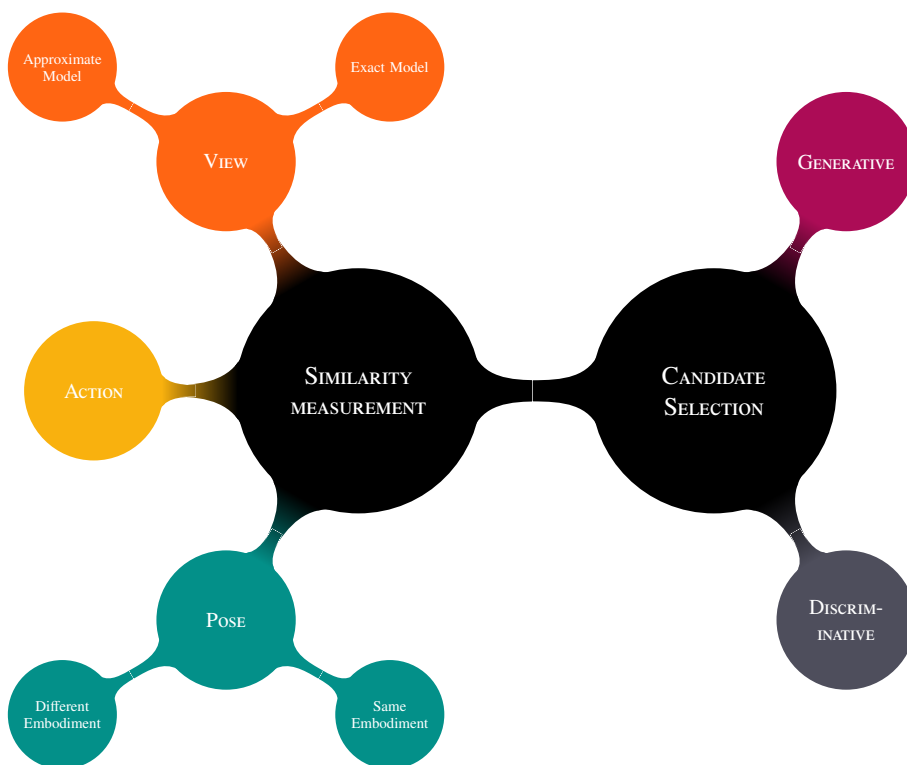 Approximate
Model
Exact Model
View
Generative
Action
Similarity
measurement
Candidate
Selection
Pose
Discrim-
inative
Different
Embodiment
Same
Embodiment